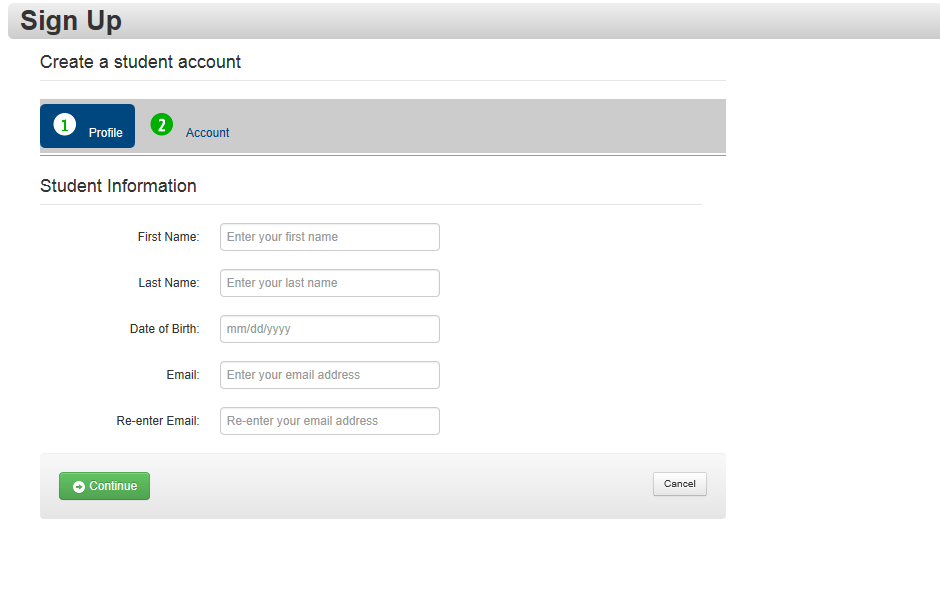 Sign Up
Create a student account
1 Profile 2 Account
Student Information
First Name: Enter your first name
Last Name: Enter your last name
Date of Birth: mm/dd/yyyy
Email: Enter your email address
Re-enter Email: Re-enter your email address
Continue Cancel